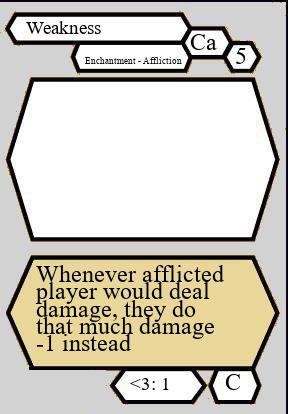 Weakness
Ca
Enchantment - Affliction
5
Whenever afflicted
player would deal
damage, they do
that much damage
-1 instead
<3: 1
C